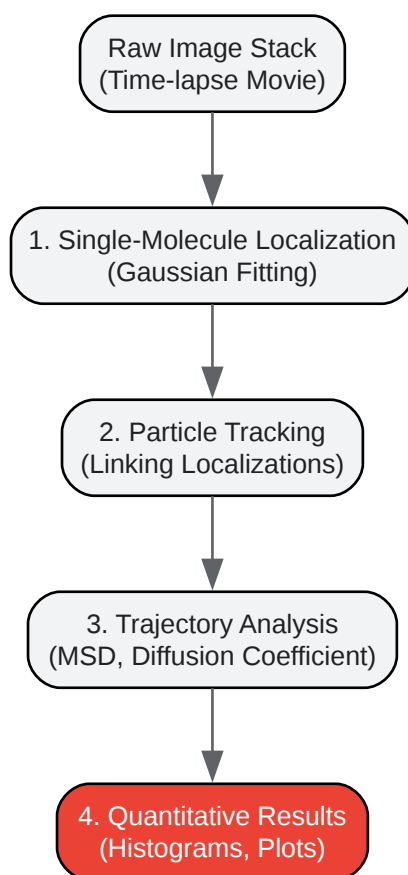 Raw Image Stack
(Time-lapse Movie)
1. Single-Molecule Localization
(Gaussian Fitting)
2. Particle Tracking
(Linking Localizations)
3. Trajectory Analysis
(MSD, Diffusion Coefficient)
4. Quantitative Results
(Histograms, Plots)